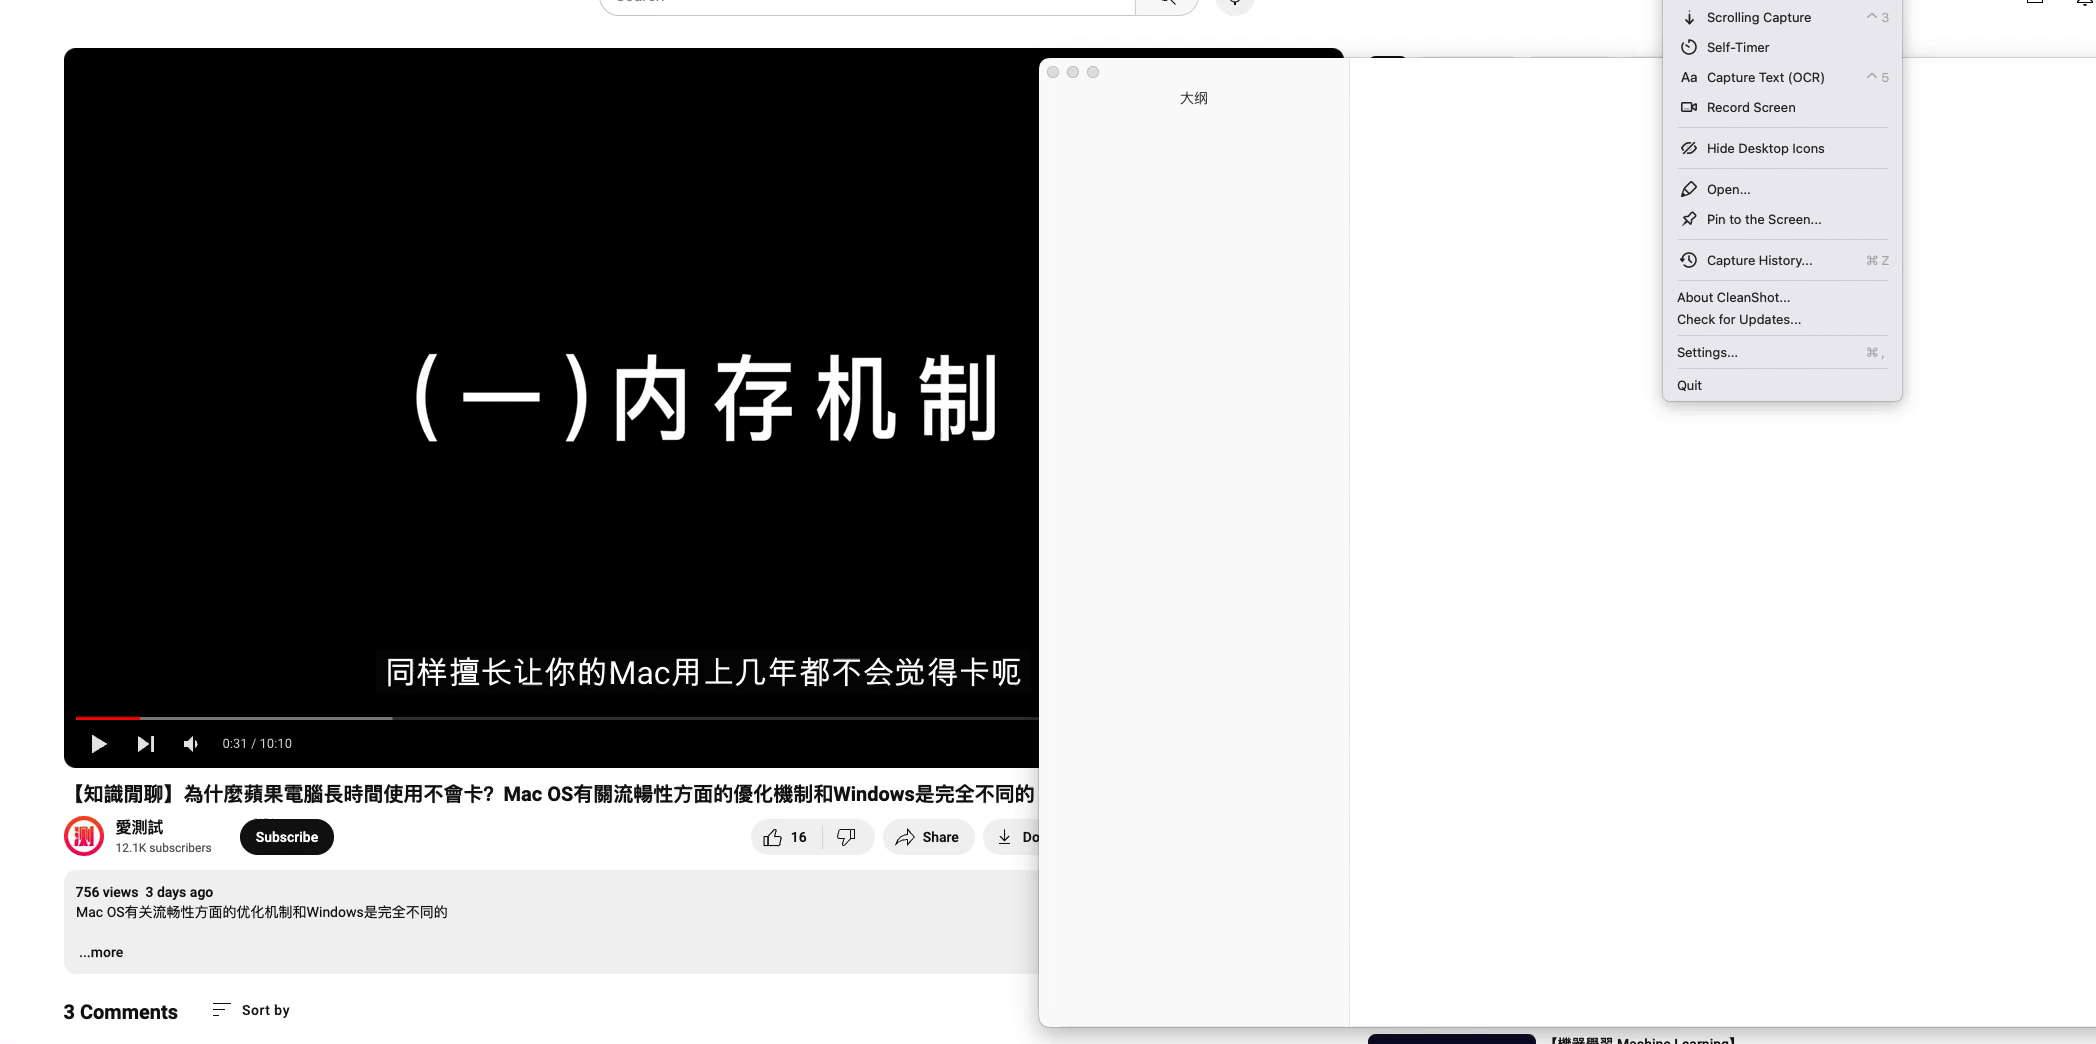 Search
(一)内存机制
同样擅长让你的Mac用上几年都不会觉得卡呃
0:31 / 10:10
【知識閒聊】為什麼蘋果電腦長時間使用不會卡？Mac OS有關流暢性方面的優化機制和Windows是完全不同的
測
愛測試
12.1K subscribers
Subscribe
16
Share
Do
756 views 3 days ago
Mac OS有关流畅性方面的优化机制和Windows是完全不同的
...more
3 Comments
Sort by
大纲
Scrolling Capture ^ 3
Self-Timer
Aa Capture Text (OCR) ^ 5
Record Screen
Hide Desktop Icons
Open...
Pin to the Screen...
Capture History... ⌘ Z
About CleanShot...
Check for Updates...
Settings... ⌘ ,
Quit
【機器學習 Machine Learning】